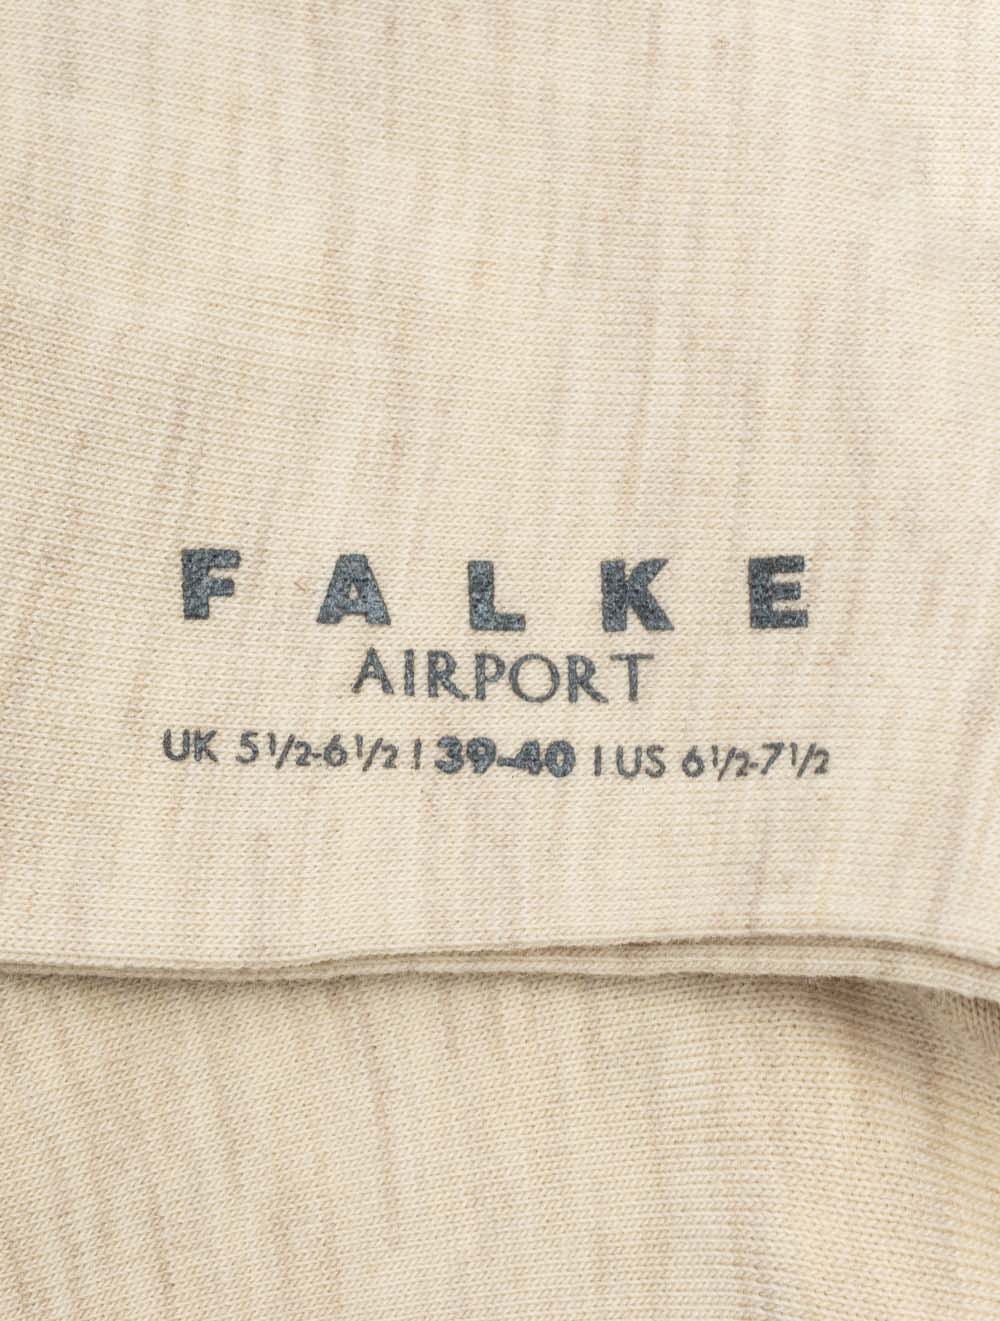 FALKE
AIRPORT
UK 5½-6½ | 39-40 | US 6½-7½